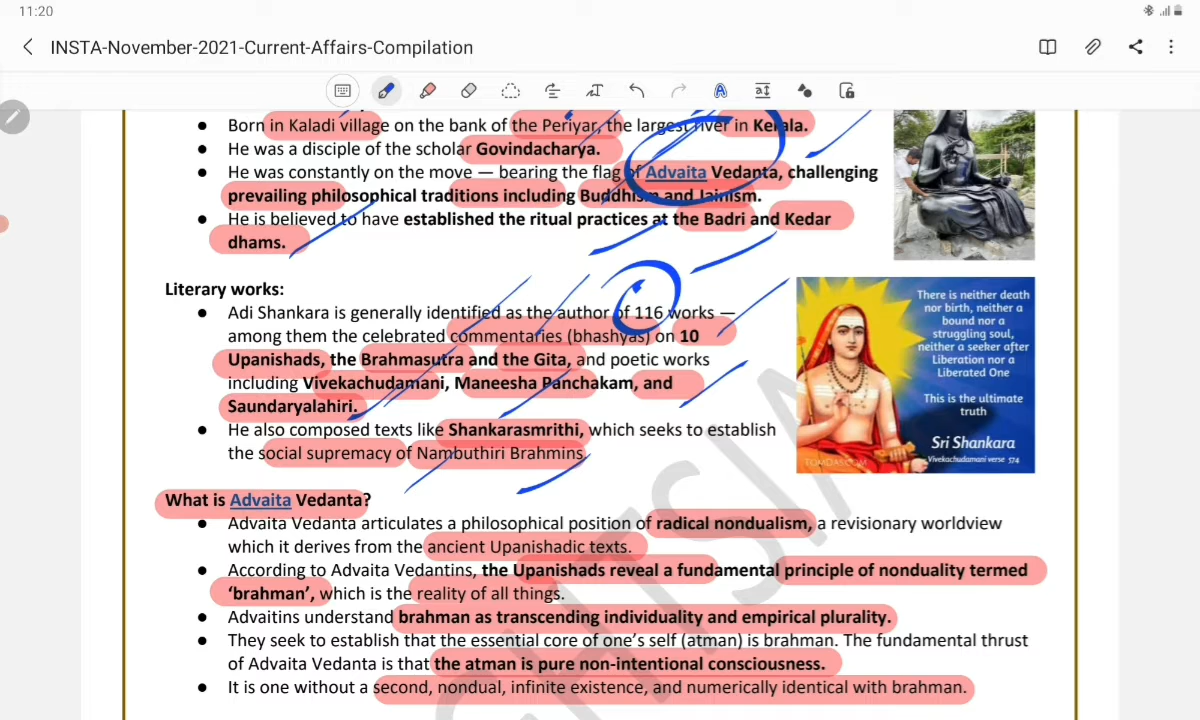 11:20
INSTA-November-2021-Current-Affairs-Compilation
● Born in Kaladi village on the bank of the Periyar, the largest river in Kerala.
● He was a disciple of the scholar Govindacharya.
● He was constantly on the move — bearing the flag of Advaita Vedanta, challenging
prevailing philosophical traditions including Buddhism and Jainism.
● He is believed to have established the ritual practices at the Badri and Kedar
dhams.
Literary works:
● Adi Shankara is generally identified as the author of 116 works —
among them the celebrated commentaries (bhashyas) on 10
Upanishads, the Brahmasutra and the Gita, and poetic works
including Vivekachudamani, Maneesha Panchakam, and
Saundaryalahiri.
● He also composed texts like Shankarasmrithi, which seeks to establish
the social supremacy of Nambuthiri Brahmins.
There is neither death
nor birth, neither a
bound nor a
struggling soul,
neither a seeker after
Liberation nor a
Liberated One
This is the ultimate
truth
Sri Shankara
Vivekachudamani verse 574
What is Advaita Vedanta?
● Advaita Vedanta articulates a philosophical position of radical nondualism, a revisionary worldview
which it derives from the ancient Upanishadic texts.
● According to Advaita Vedantins, the Upanishads reveal a fundamental principle of nonduality termed
‘brahman’, which is the reality of all things.
● Advaitins understand brahman as transcending individuality and empirical plurality.
● They seek to establish that the essential core of one’s self (atman) is brahman. The fundamental thrust
of Advaita Vedanta is that the atman is pure non-intentional consciousness.
● It is one without a second, nondual, infinite existence, and numerically identical with brahman.